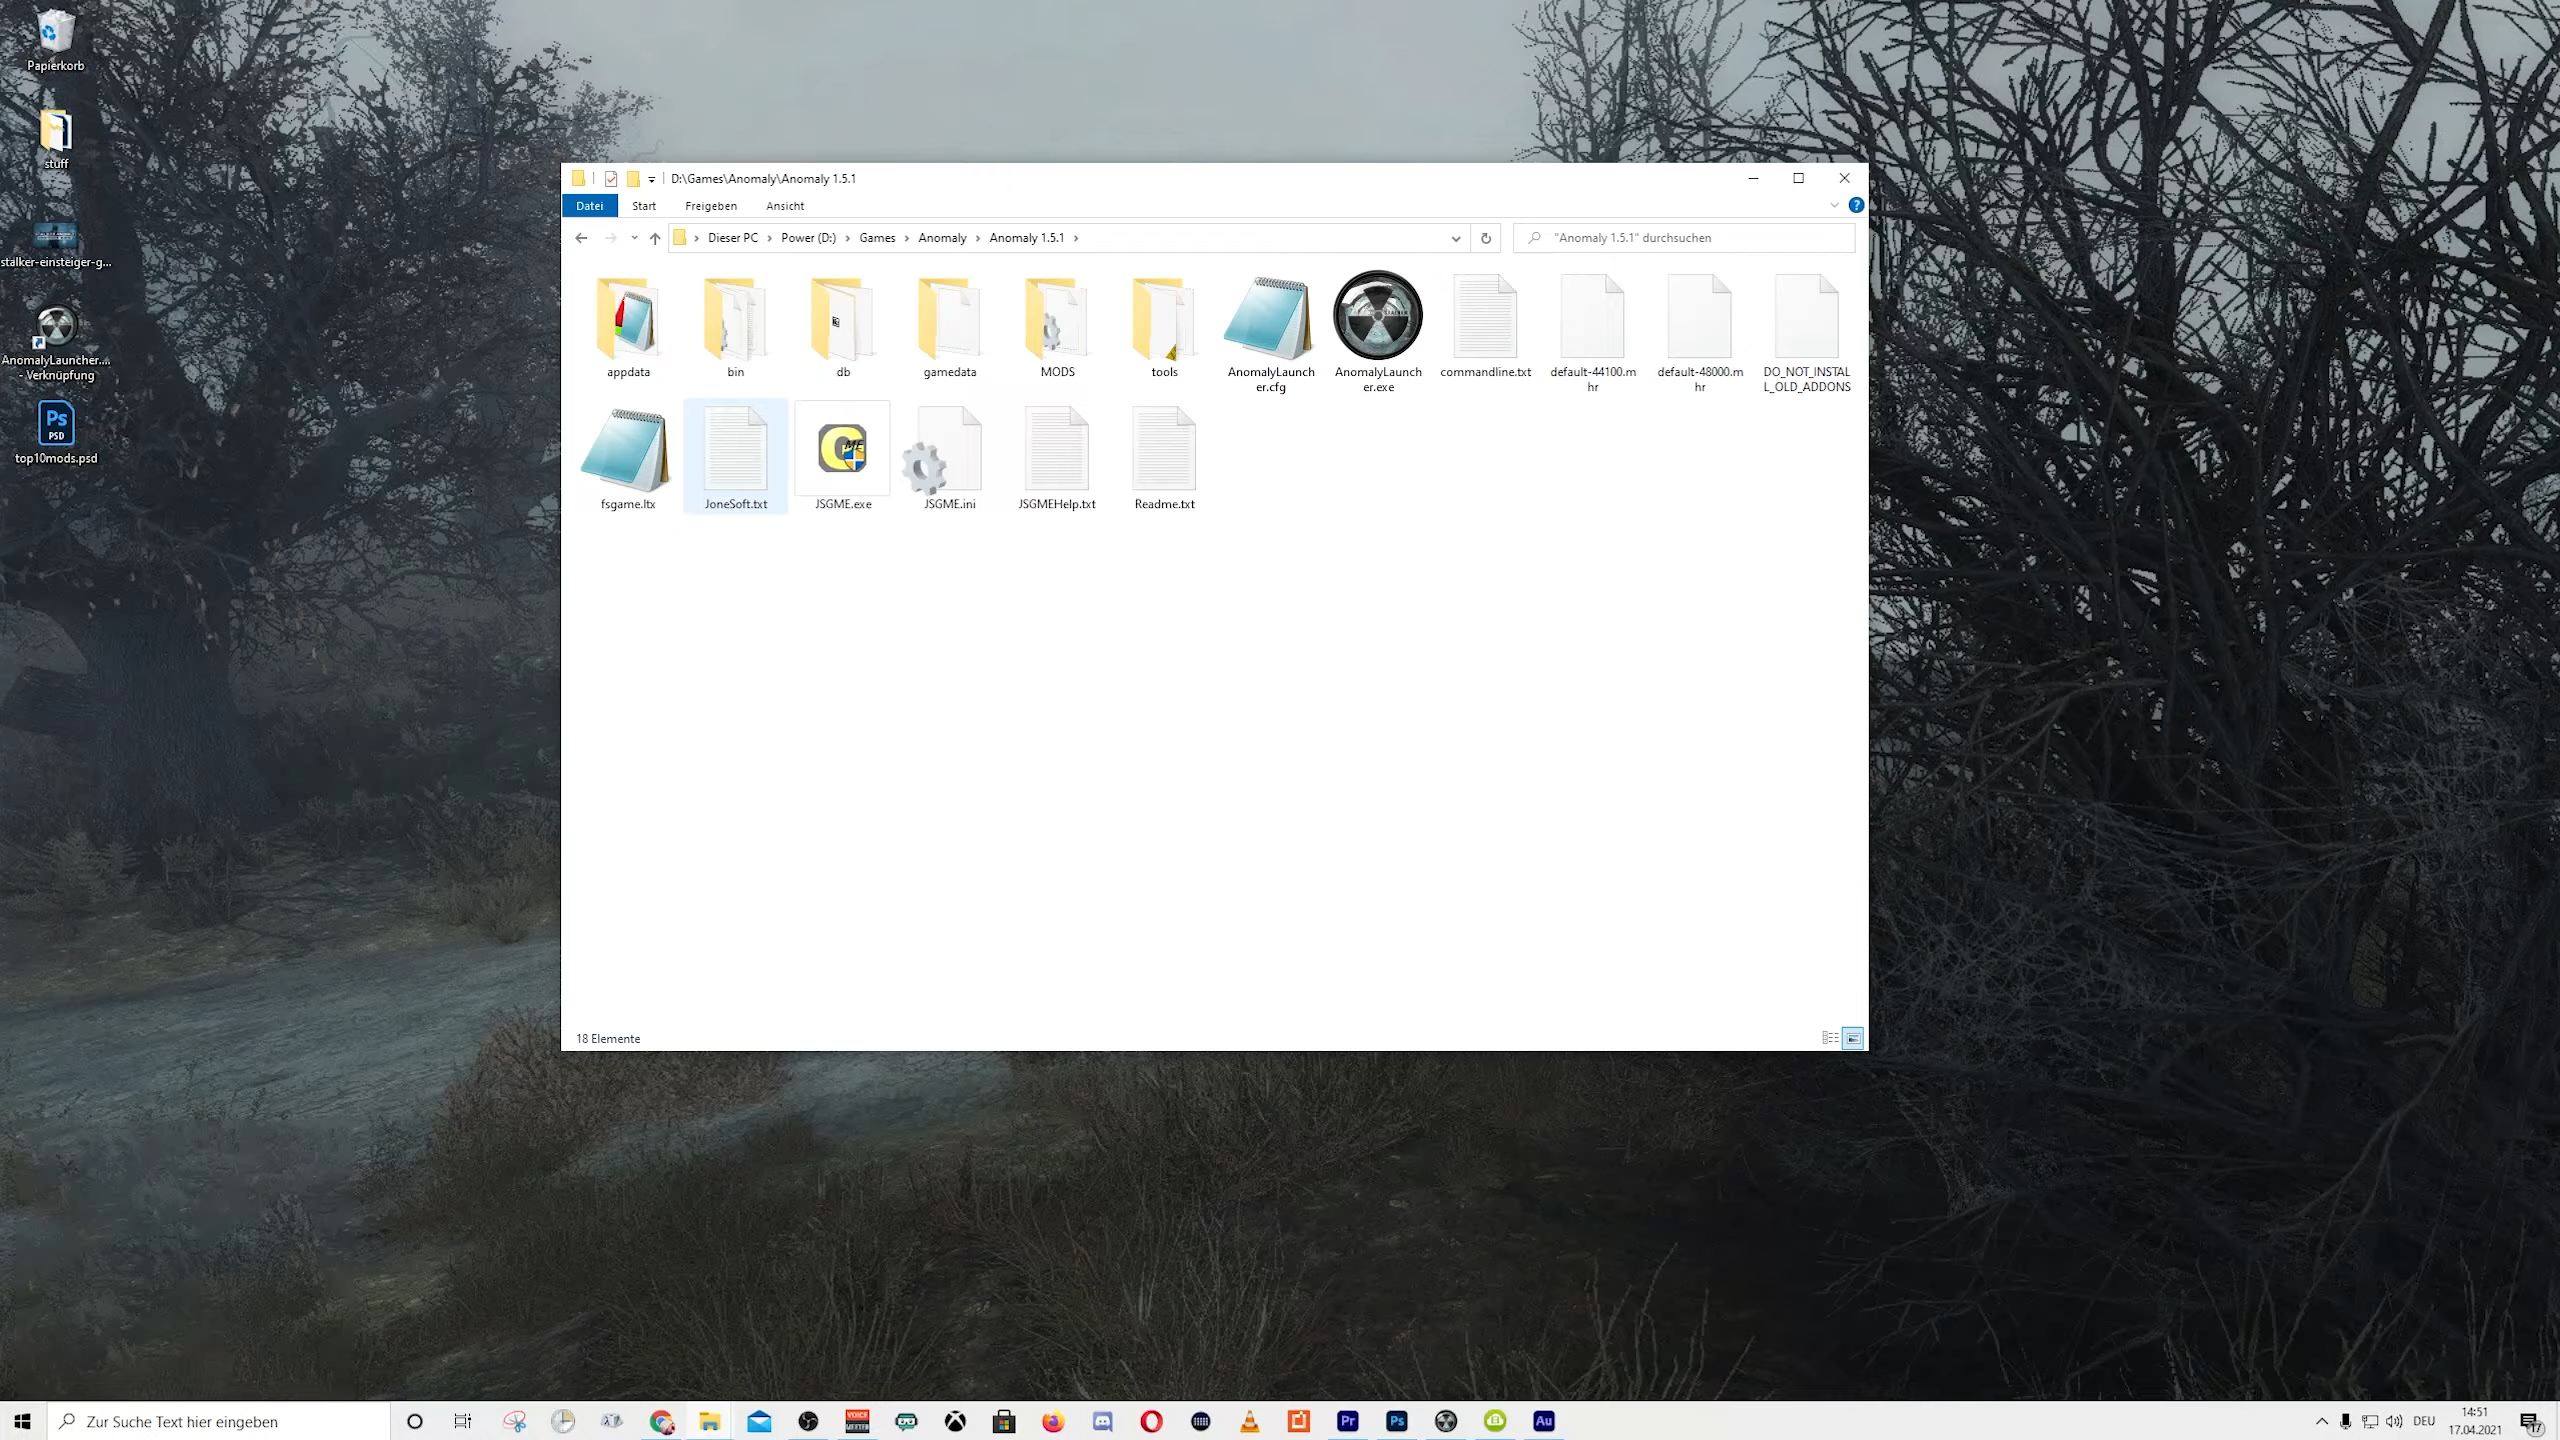 Papierkorb
stuff
stalker-einsteiger-g...
AnomalyLauncher....
- Verknüpfung
Ps
PSD
top10mods.psd
D:\Games\Anomaly\Anomaly 1.5.1
Datei Start Freigeben Ansicht
Dieser PC Power (D:) Games Anomaly Anomaly 1.5.1
"Anomaly 1.5.1" durchsuchen
appdata
bin
db
gamedata
MODS
tools
AnomalyLaunch
er.cfg
AnomalyLaunch
er.exe
commandline.txt
default-44100.m
hr
default-48000.m
hr
DO_NOT_INSTAL
L_OLD_ADDONS
fsgame.ltx
JoneSoft.txt
ME
JSGME.exe
JSGME.ini
JSGMEHelp.txt
Readme.txt
18 Elemente
Zur Suche Text hier eingeben
VOICE
MEETER
Pr
Ps
Au
DEU
14:51
17.04.2021
17